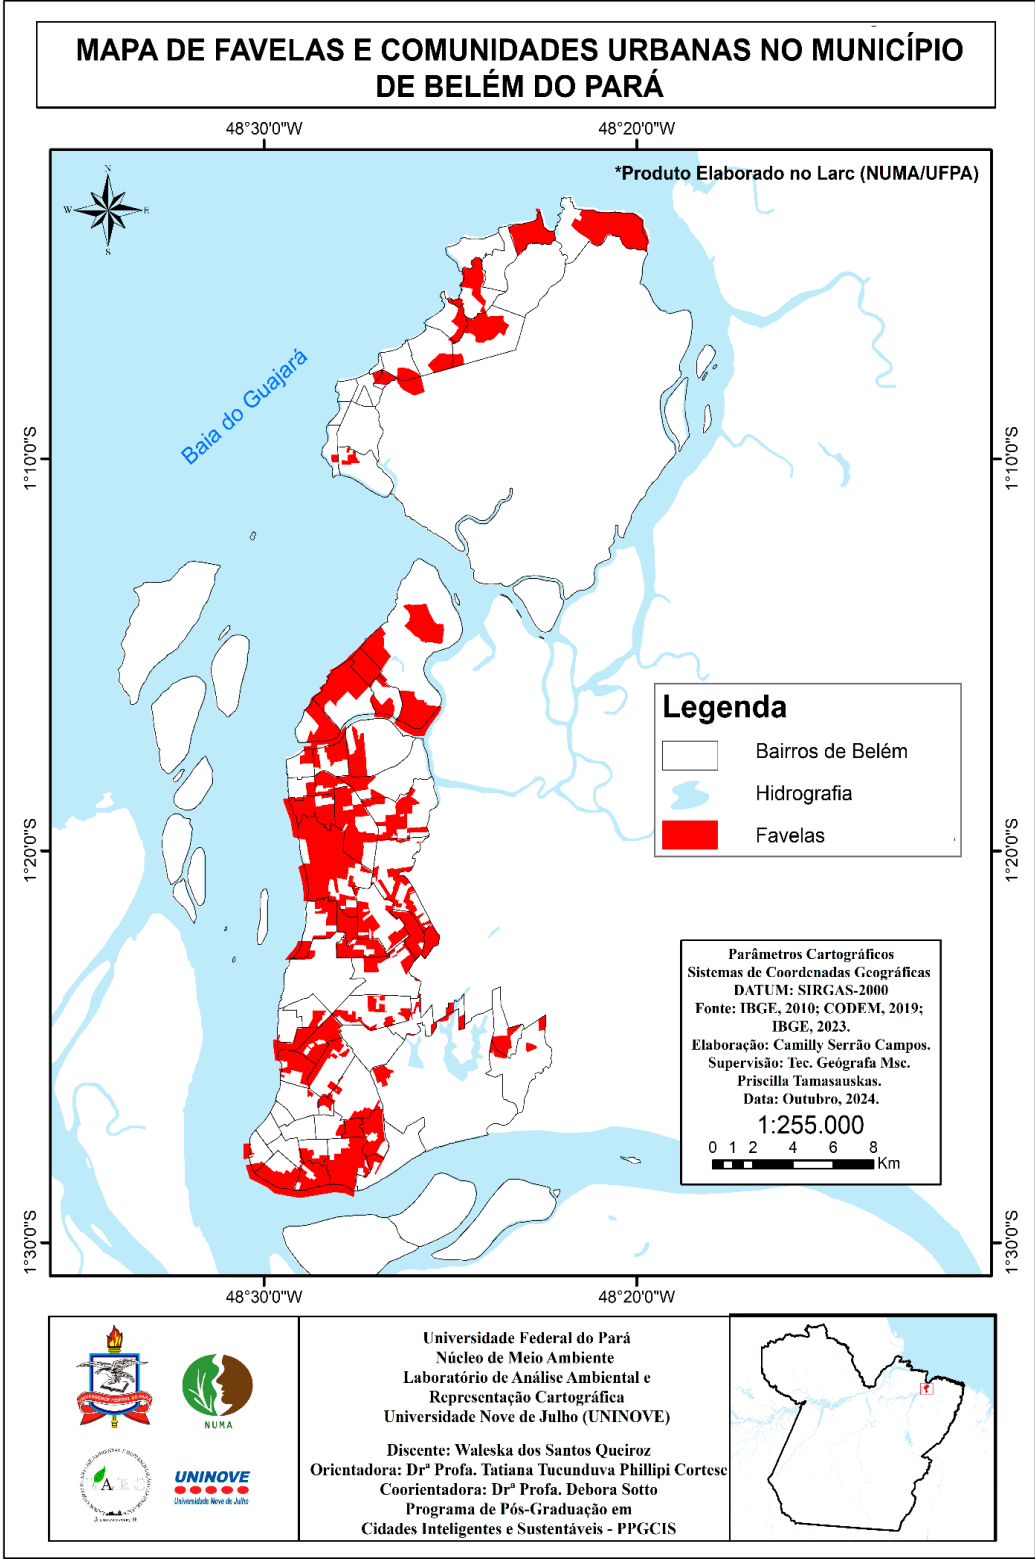 MAPA DE FAVELAS E COMUNIDADES URBANAS NO MUNICÍPIO
DE BELÉM DO PARÁ
48°30'0"W
48°20'0"W
*Produto Elaborado no Larc (NUMA/UFPA)
N
W
E
S
Baia do Guajará
1°10'0"S
1°10'0"S
Legenda
Bairros de Belém
Hidrografia
Favelas
1°20'0"S
1°20'0"S
Parâmetros Cartográficos
Sistemas de Coordenadas Geográficas
DATUM: SIRGAS-2000
Fonte: IBGE, 2010; CODEM, 2019;
IBGE, 2023.
Elaboração: Camilly Serrão Campos.
Supervisão: Tec. Geógrafa Msc.
Priscilla Tamasauskas.
Data: Outubro, 2024.
1:255.000
0 1 2 4 6 8
Km
1°30'0"S
1°30'0"S
48°30'0"W
48°20'0"W
UNIVERSIDADE FEDERAL DO PARÁ
NUMA
UNINOVE
Universidade Nove de Julho
Universidade Federal do Pará
Núcleo de Meio Ambiente
Laboratório de Análise Ambiental e
Representação Cartográfica
Universidade Nove de Julho (UNINOVE)
Discente: Waleska dos Santos Queiroz
Orientadora: Drª Profa. Tatiana Tucunduva Phillipi Cortese
Coorientadora: Drª Profa. Debora Sotto
Programa de Pós-Graduação em
Cidades Inteligentes e Sustentáveis - PPGCIS